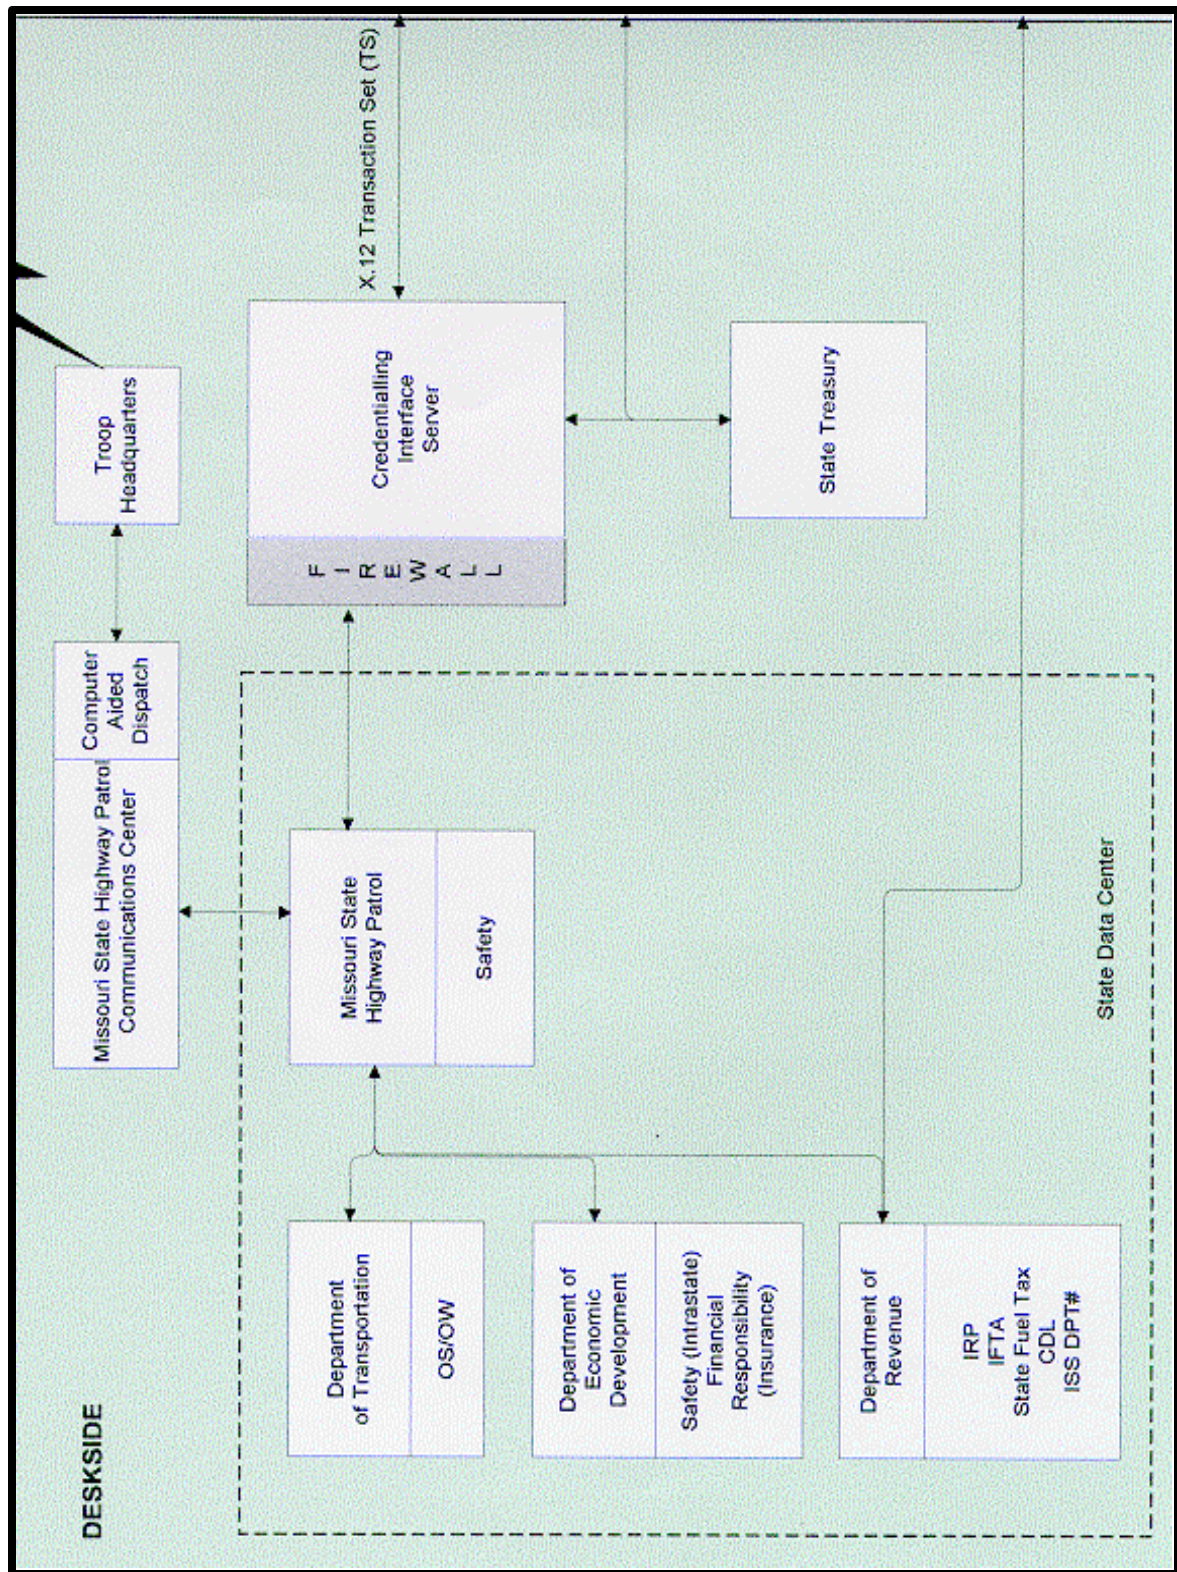 DESKSIDE
Missouri State Highway Patrol
Communications Center
Computer
Aided
Dispatch
Troop
Headquarters
X.12 Transaction Set (TS)
Department
of Transportation
OS/OW
Missouri State
Highway Patrol
Safety
F
I
R
E
W
A
L
L
Credentialling
Interface
Server
Department of
Economic
Development
Safety (Intrastate)
Financial
Responsibility
(Insurance)
State Treasury
Department of
Revenue
IRP
IFTA
State Fuel Tax
CDL
ISS DPT#
State Data Center